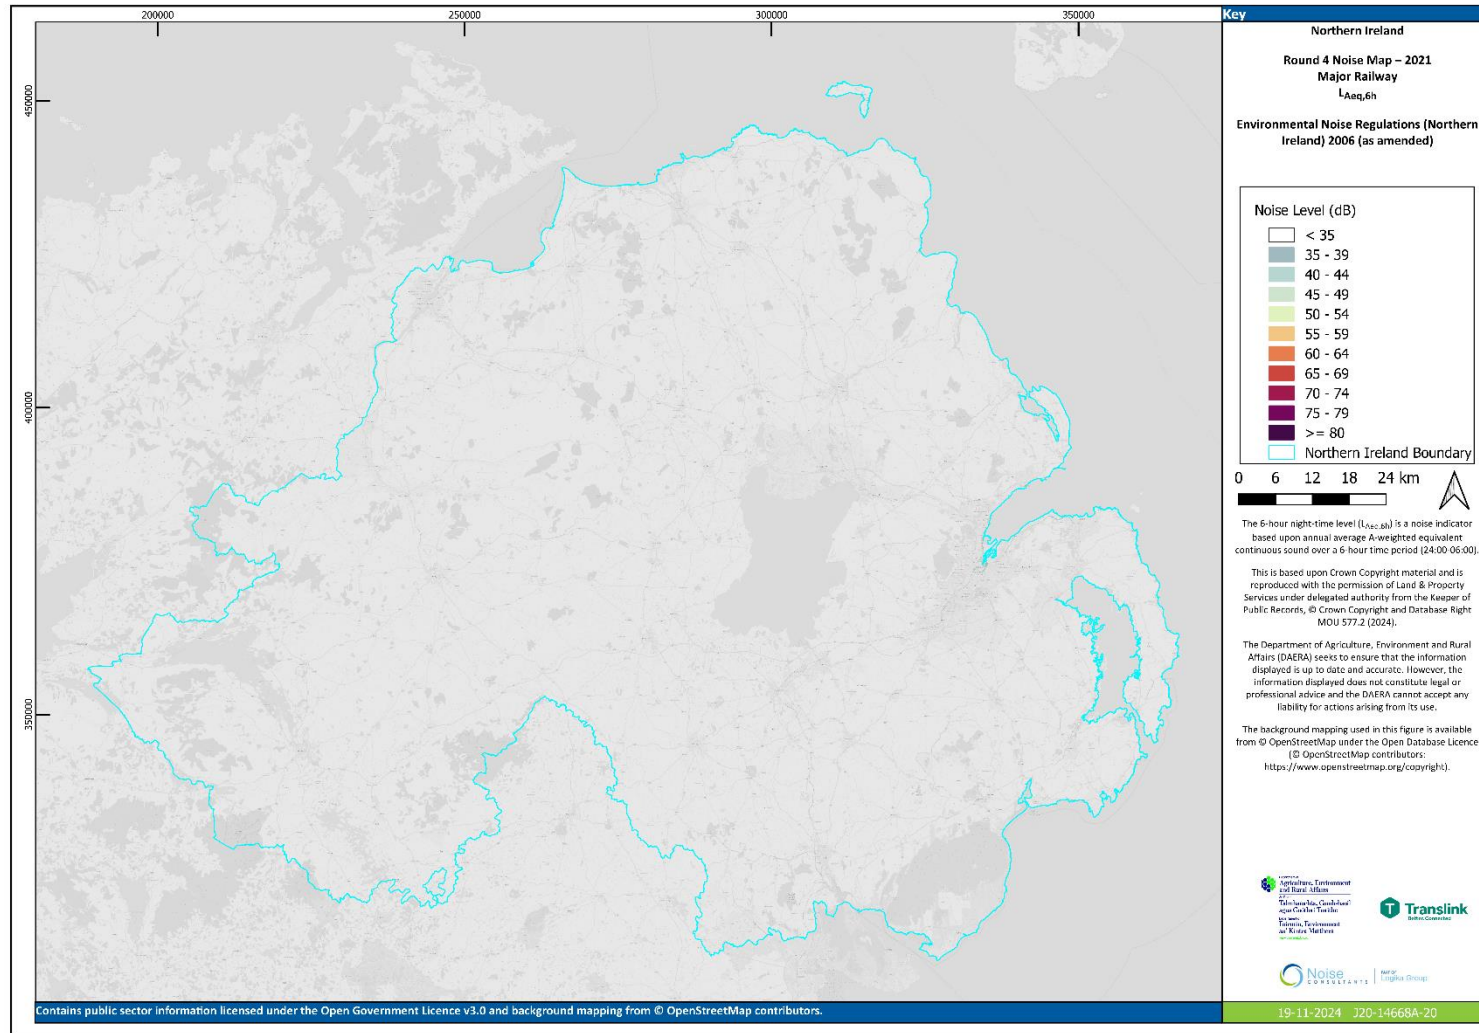 200000
250000
300000
350000
450000
400000
350000
Key
Northern Ireland
Round 4 Noise Map – 2021
Major Railway
LAeq,6h
Environmental Noise Regulations (Northern
Ireland) 2006 (as amended)
Noise Level (dB)
< 35
35 - 39
40 - 44
45 - 49
50 - 54
55 - 59
60 - 64
65 - 69
70 - 74
75 - 79
>= 80
Northern Ireland Boundary
0 6 12 18 24 km
The 6-hour night-time level (LAeq,6h) is a noise indicator
based upon annual average A-weighted equivalent
continuous sound over a 6-hour time period (24:00-06:00).
This is based upon Crown Copyright material and is
reproduced with the permission of Land & Property
Services under delegated authority from the Keeper of
Public Records, © Crown Copyright and Database Right
MOU 577.2 (2024).
The Department of Agriculture, Environment and Rural
Affairs (DAERA) seeks to ensure that the information
displayed is up to date and accurate. However, the
information displayed does not constitute legal or
professional advice and the DAERA cannot accept any
liability for actions arising from its use.
The background mapping used in this figure is available
from © OpenStreetMap under the Open Database Licence
(© OpenStreetMap contributors:
https://www.openstreetmap.org/copyright).
Agriculture, Environment
and Rural Affairs
Translink
Noise
CONSULTANTS
PART OF
Logika Group
Contains public sector information licensed under the Open Government Licence v3.0 and background mapping from © OpenStreetMap contributors.
19-11-2024 J20-14668A-20